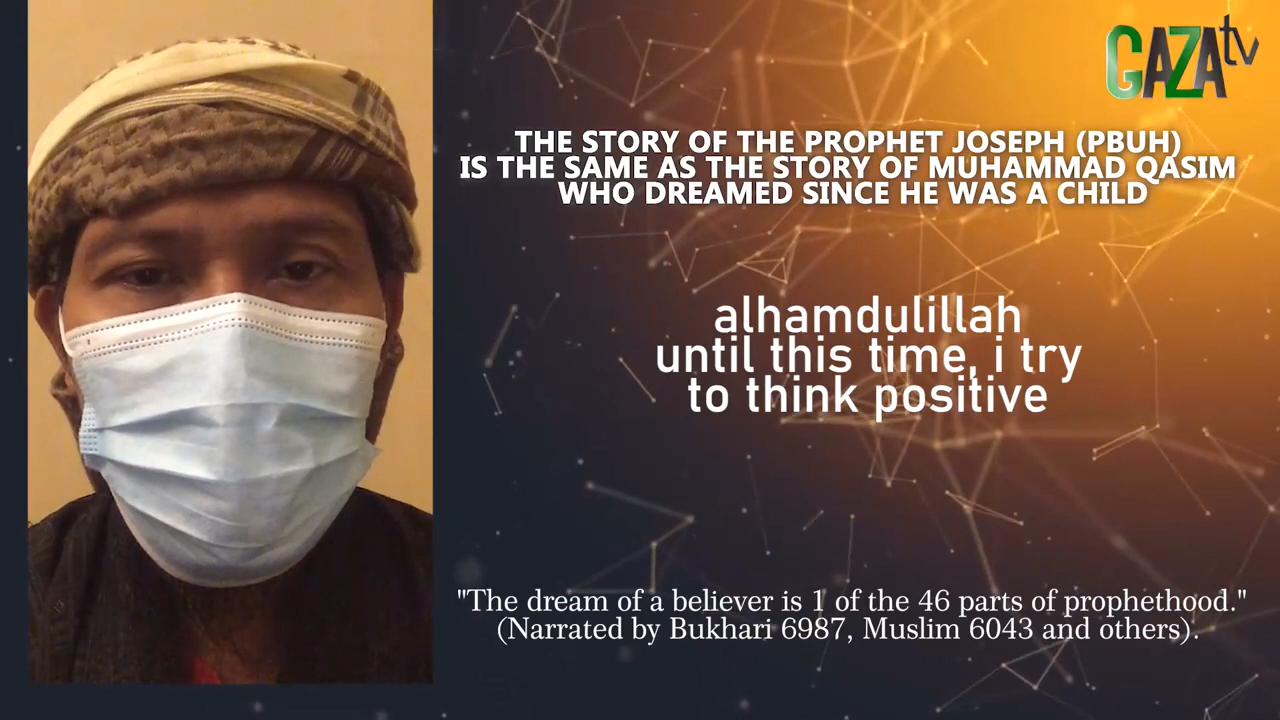 GAZAtv
THE STORY OF THE PROPHET JOSEPH (PBUH)
IS THE SAME AS THE STORY OF MUHAMMAD QASIM
WHO DREAMED SINCE HE WAS A CHILD
alhamdulillah
until this time, i try
to think positive
"The dream of a believer is 1 of the 46 parts of prophethood."
(Narrated by Bukhari 6987, Muslim 6043 and others).